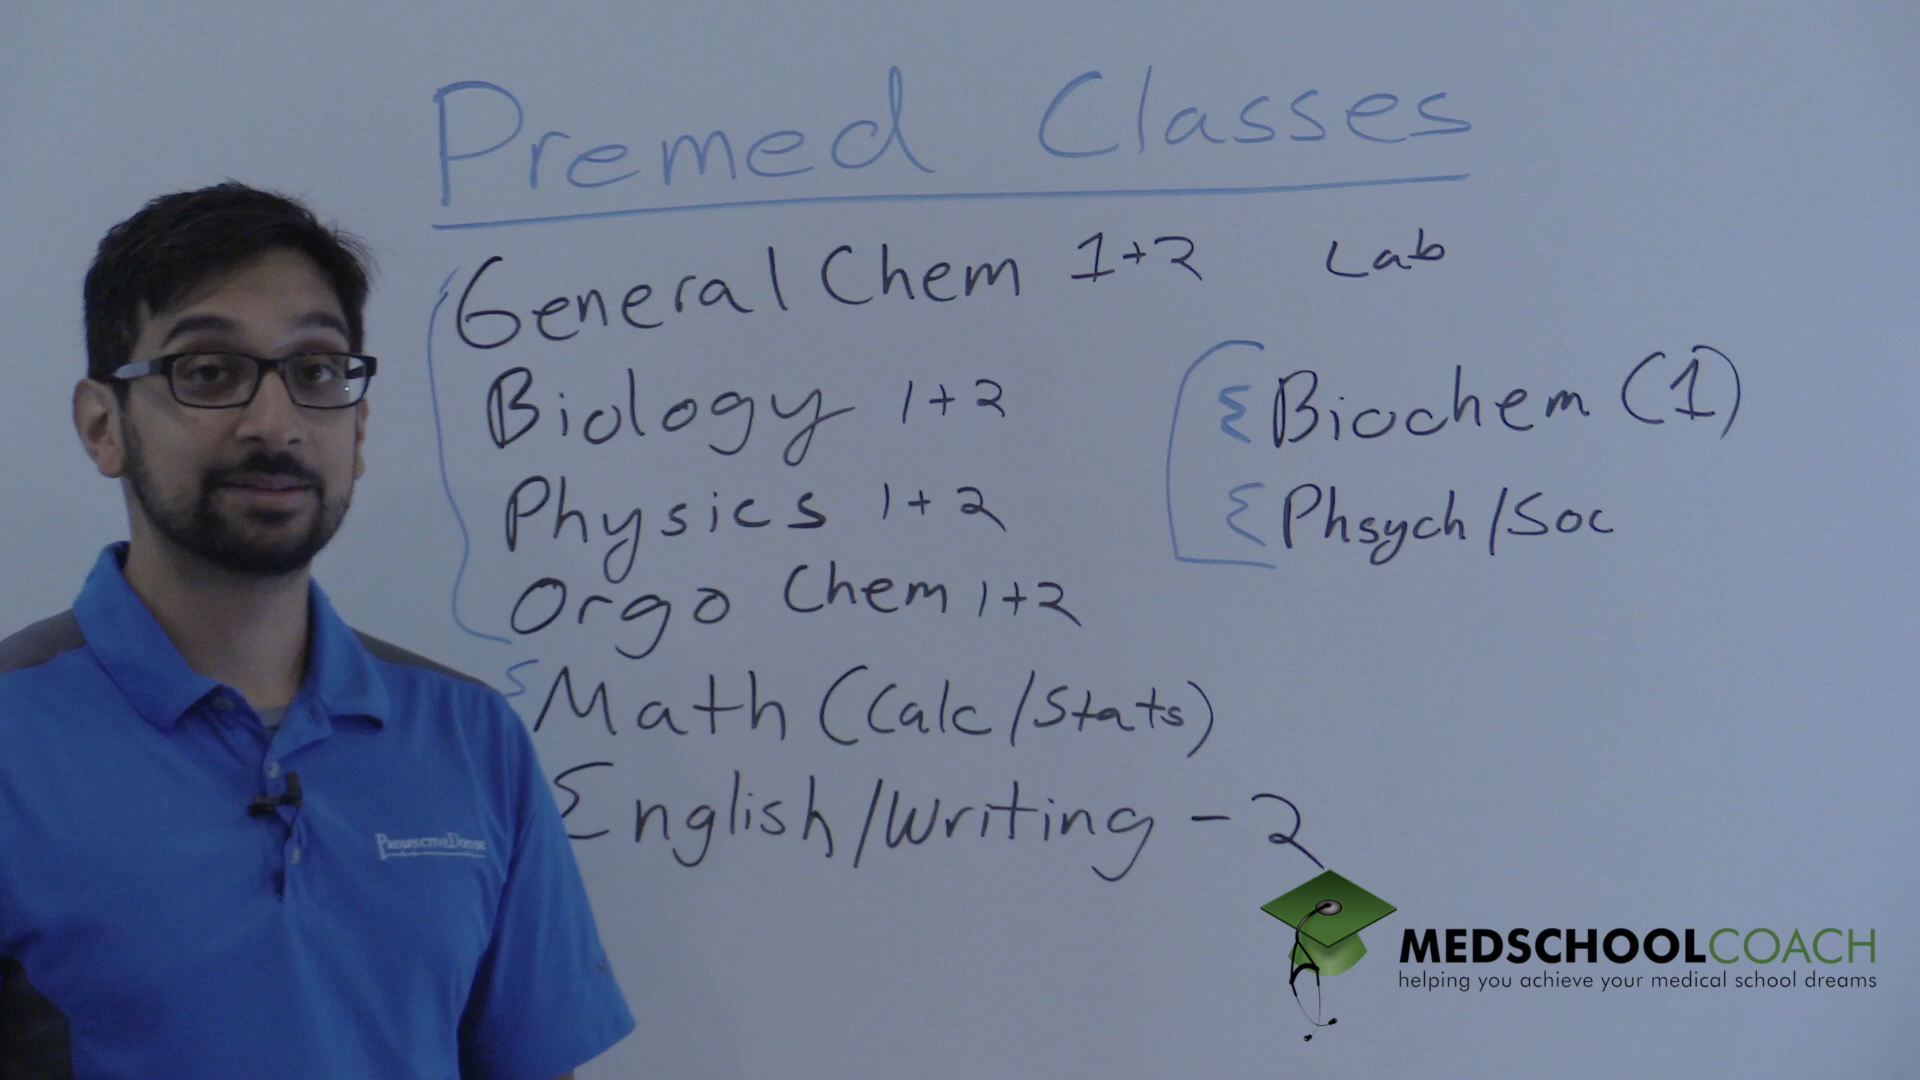 Premed Classes
General Chem 1+2 Lab
Biology 1+2
Physics 1+2
Orgo Chem 1+2
Math (Calc/Stats)
English/Writing - 2
Biochem (1)
Phsych/Soc
PROSPECTIVEDOCTOR
MEDSCHOOLCOACH
helping you achieve your medical school dreams